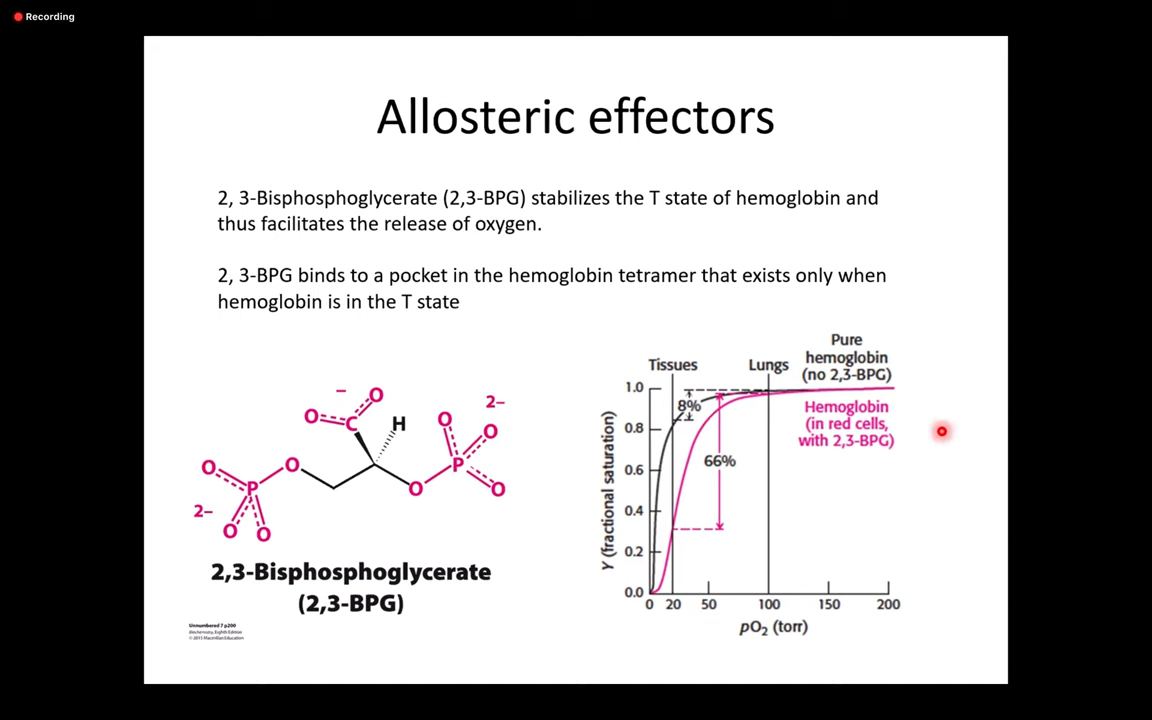 Recording
Allosteric effectors
2, 3-Bisphosphoglycerate (2,3-BPG) stabilizes the T state of hemoglobin and
thus facilitates the release of oxygen.
2, 3-BPG binds to a pocket in the hemoglobin tetramer that exists only when
hemoglobin is in the T state
−
O
O
C
H
O
2–
O
O
O
P
P
2–
O
O
O
O
2,3-Bisphosphoglycerate
(2,3-BPG)
Unnumbered 7 p200
Biochemistry, Eighth Edition
© 2015 Macmillan Education
Tissues
Lungs
Pure
hemoglobin
(no 2,3-BPG)
Hemoglobin
(in red cells,
with 2,3-BPG)
8%
66%
Y (fractional saturation)
1.0
0.8
0.6
0.4
0.2
0.0
0 20 50 100 150 200
pO2 (torr)